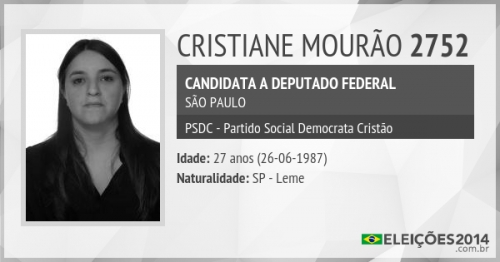 CRISTIANE MOURÃO 2752
CANDIDATA A DEPUTADO FEDERAL
SÃO PAULO
PSDC - Partido Social Democrata Cristão
Idade: 27 anos (26-06-1987)
Naturalidade: SP - Leme
ELEIÇÕES2014
.com.br